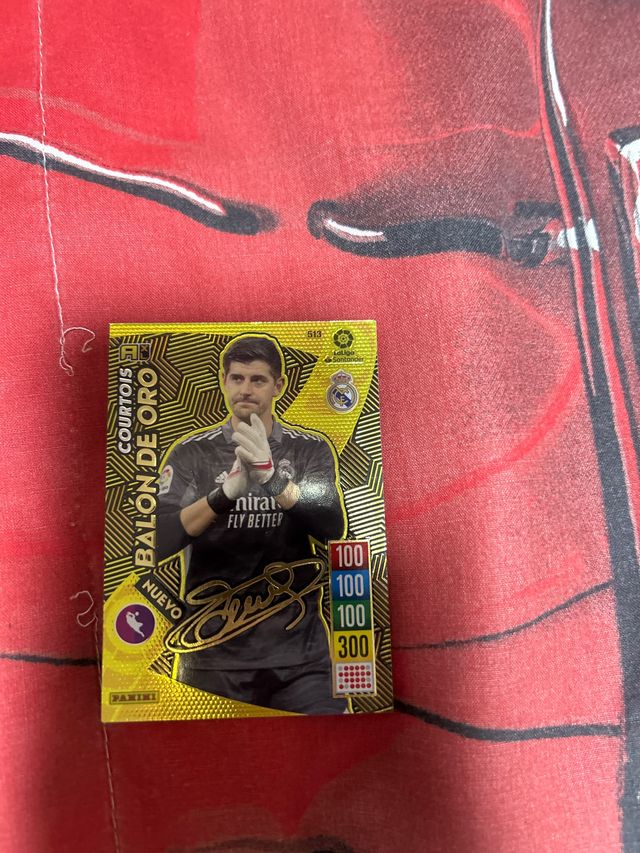 513
LaLiga
Santander
COURTOIS
BALÓN DE ORO
NUEVO
Emirates
FLY BETTER
100
100
100
300
PANINI